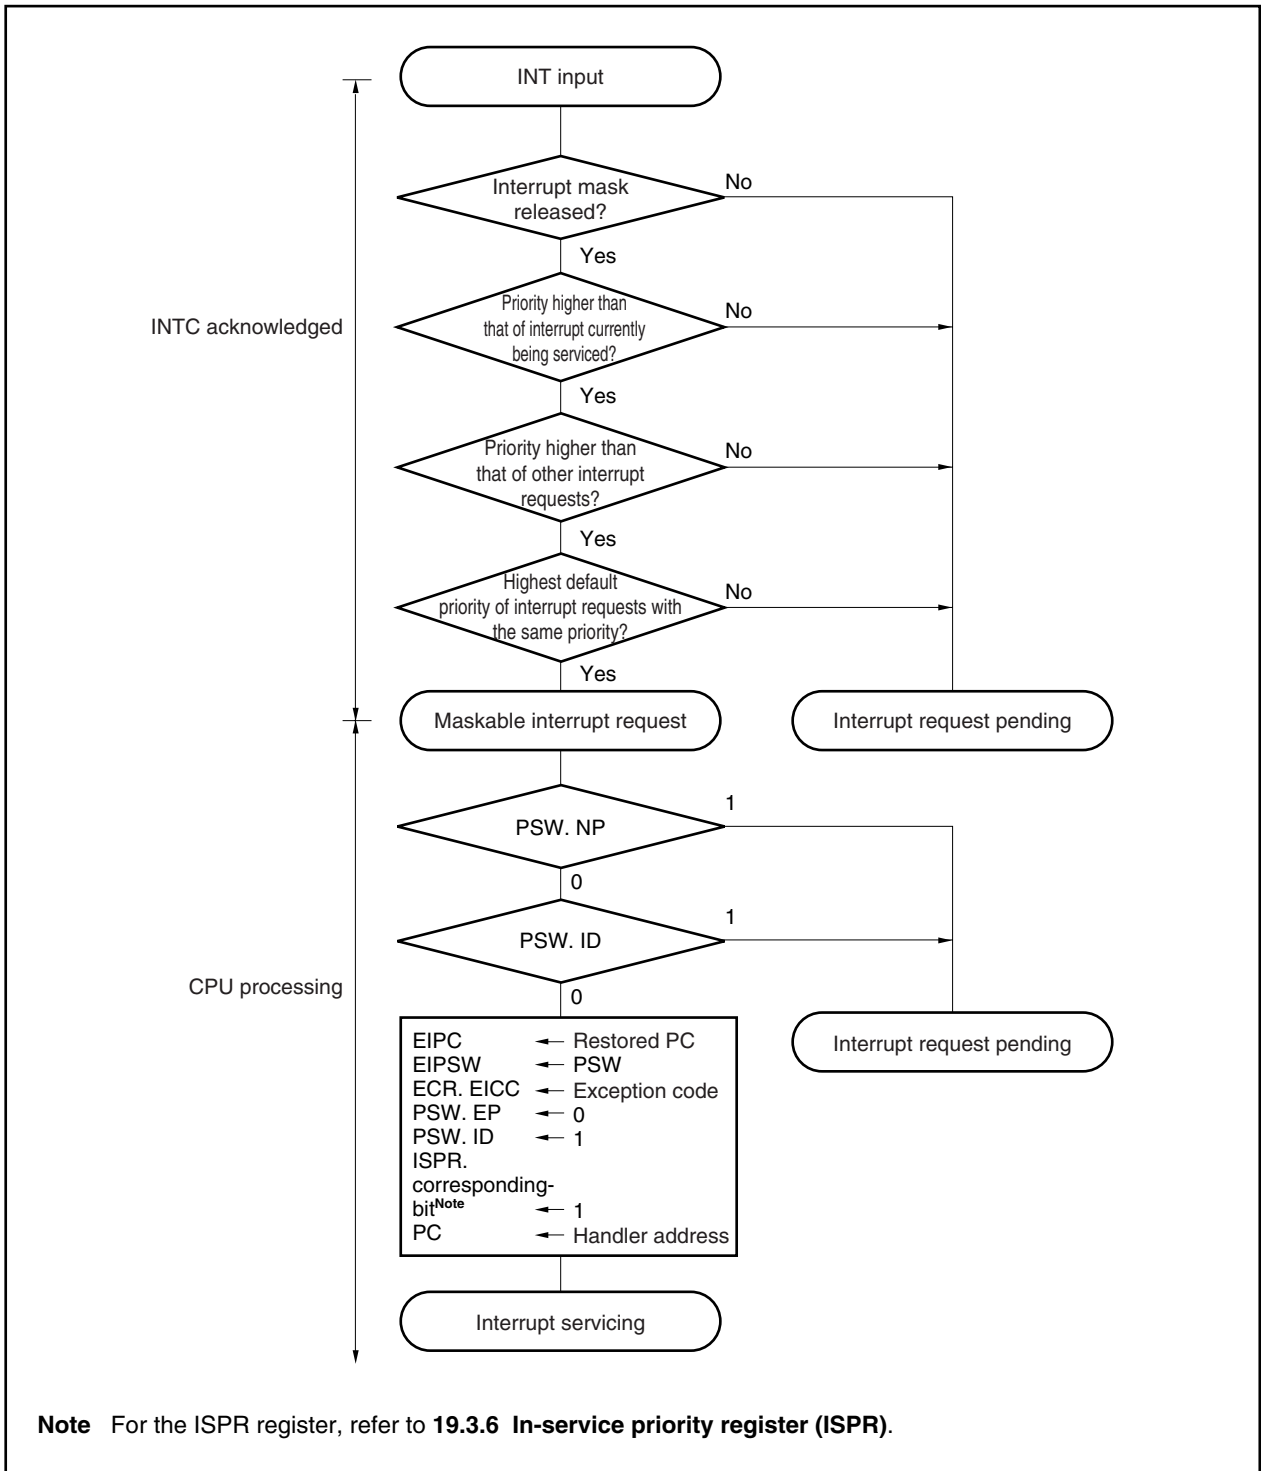 INT input
Interrupt mask
released?
No
Yes
INTC acknowledged
Priority higher than
that of interrupt currently
being serviced?
No
Yes
Priority higher than
that of other interrupt
requests?
No
Yes
Highest default
priority of interrupt requests with
the same priority?
No
Yes
Maskable interrupt request
Interrupt request pending
PSW. NP
1
0
PSW. ID
1
0
CPU processing
Interrupt request pending
EIPC ← Restored PC
EIPSW ← PSW
ECR. EICC ← Exception code
PSW. EP ← 0
PSW. ID ← 1
ISPR.
corresponding-
bitNote ← 1
PC ← Handler address
Interrupt servicing
Note For the ISPR register, refer to 19.3.6 In-service priority register (ISPR).